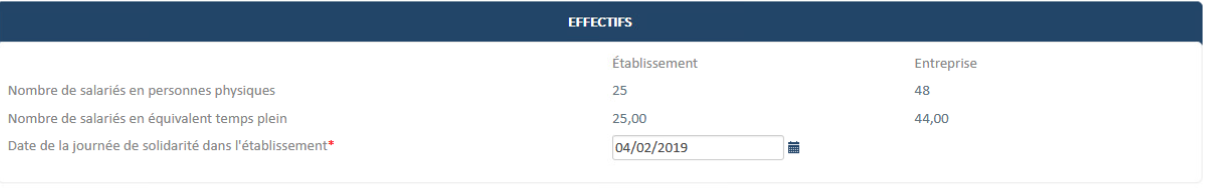 EFFECTIFS
Établissement Entreprise
Nombre de salariés en personnes physiques 25 48
Nombre de salariés en équivalent temps plein 25,00 44,00
Date de la journée de solidarité dans l'établissement* 04/02/2019